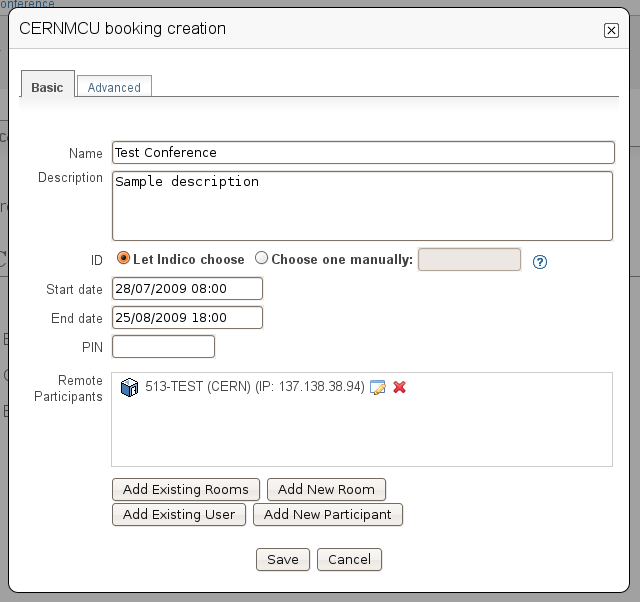 onference
CERNMCU booking creation
Basic
Advanced
Name
Test Conference
Description
Sample description
ID
Let Indico choose
Choose one manually:
?
Start date
28/07/2009 08:00
End date
25/08/2009 18:00
PIN
Remote
Participants
513-TEST (CERN) (IP: 137.138.38.94)
Add Existing Rooms
Add New Room
Add Existing User
Add New Participant
Save
Cancel